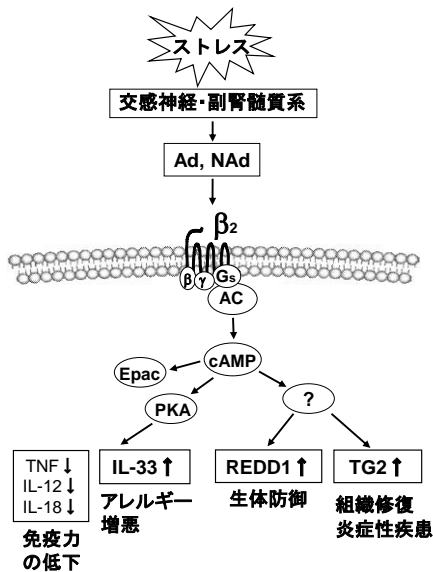 ストレス
交感神経・副腎髄質系
Ad, NAd
β2
β γ Gs
AC
cAMP
Epac
PKA
?
TNF↓
IL-12↓
IL-18↓
免疫力
の低下
IL-33↑
アレルギー
増悪
REDD1↑
生体防御
TG2↑
組織修復
炎症性疾患